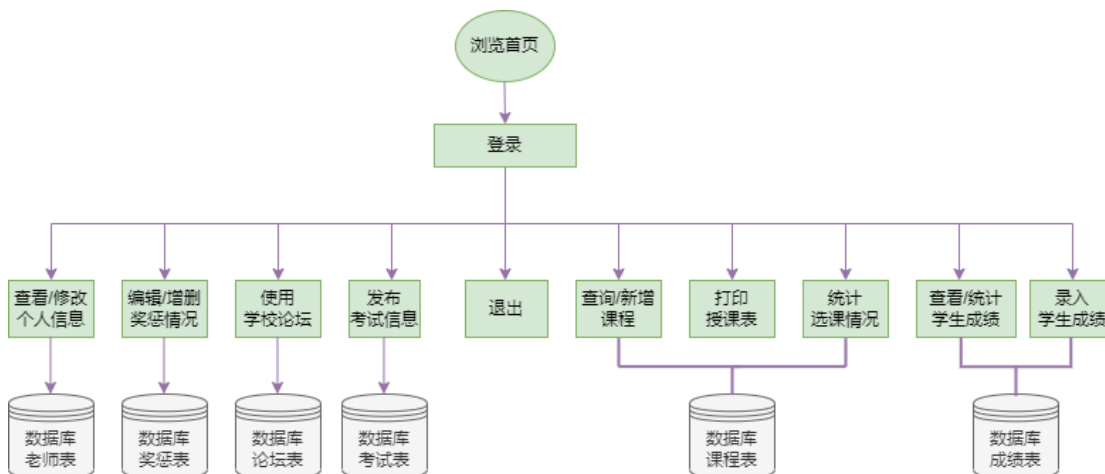 浏览首页
登录
查看/修改
个人信息
编辑/增删
奖惩情况
使用
学校论坛
发布
考试信息
退出
查询/新增
课程
打印
授课表
统计
选课情况
查看/统计
学生成绩
录入
学生成绩
数据库
老师表
数据库
奖惩表
数据库
论坛表
数据库
考试表
数据库
课程表
数据库
成绩表